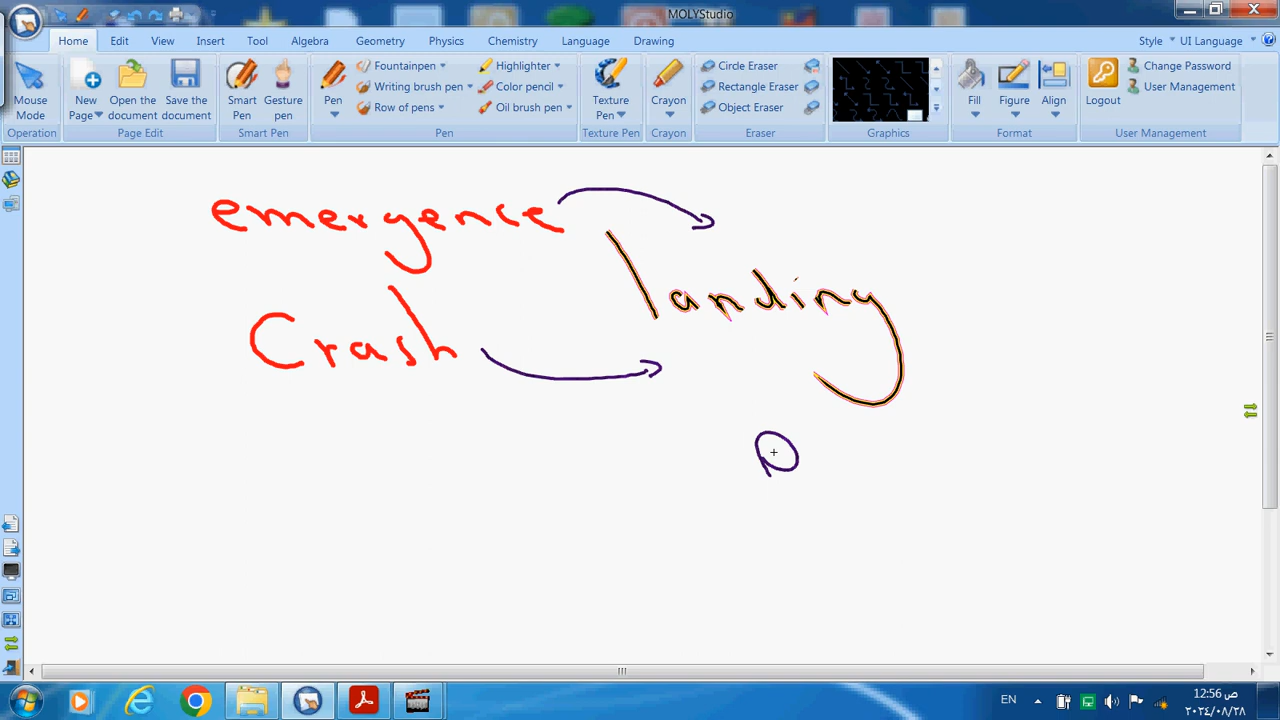 MOLYStudio
Home Edit View Insert Tool Algebra Geometry Physics Chemistry Language Drawing Style UI Language
Mouse Mode
Operation
New Page
Open the document
Save the document
Page Edit
Smart Pen
Gesture pen
Smart Pen
Pen
Fountainpen
Writing brush pen
Row of pens
Highlighter
Color pencil
Oil brush pen
Pen
Texture Pen
Texture Pen
Crayon
Crayon
Circle Eraser
Rectangle Eraser
Object Eraser
Eraser
Graphics
Fill
Figure
Align
Format
Logout
Change Password
User Management
User Management
emergence
landing
Crash
EN
12:56 ص
٢٠٢٤/٠٨/٢٨